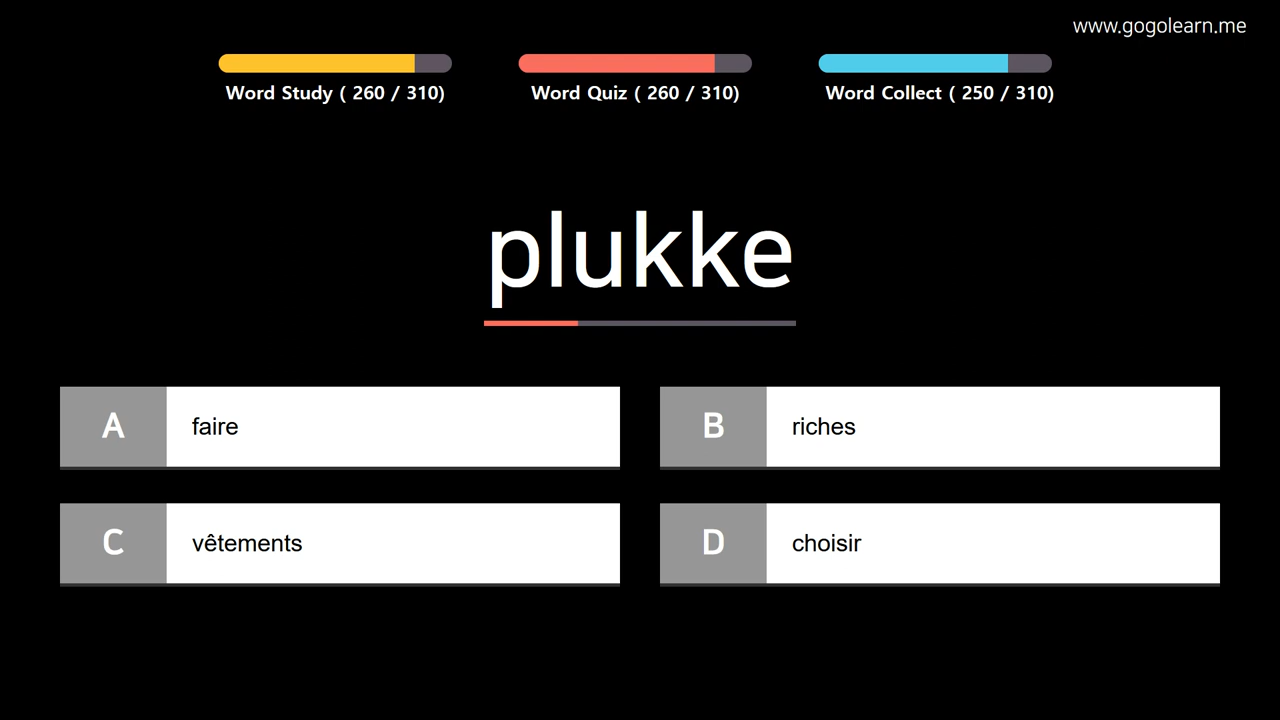 www.gogolearn.me
Word Study ( 260 / 310)
Word Quiz ( 260 / 310)
Word Collect ( 250 / 310)
plukke
A faire
B riches
C vêtements
D choisir